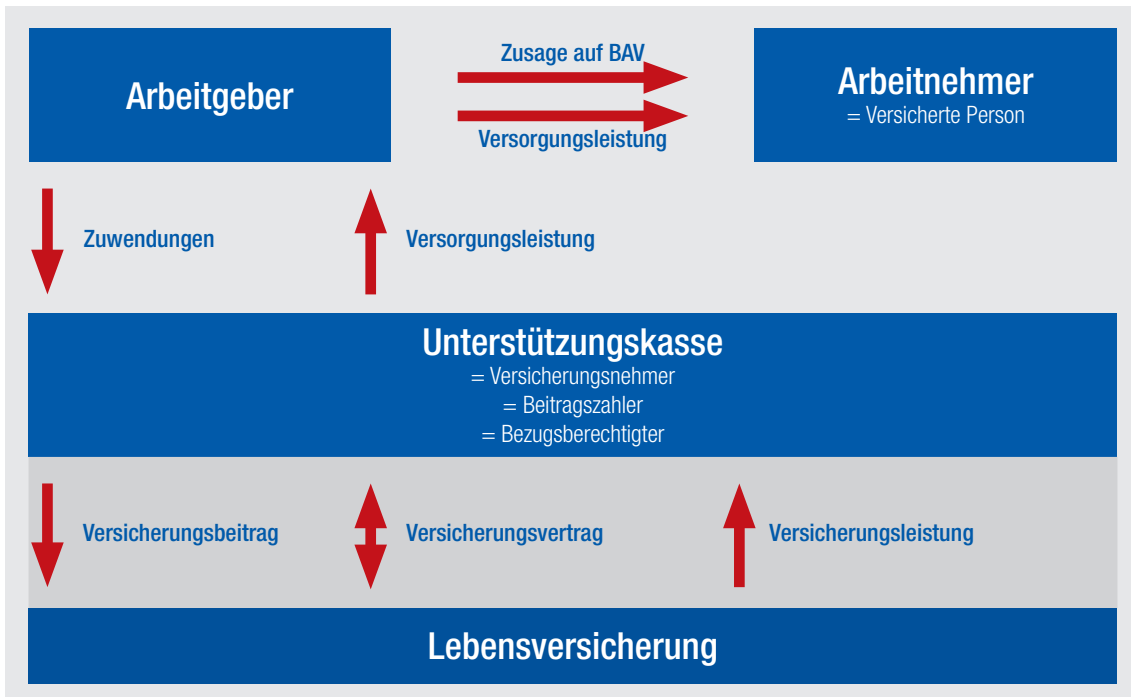 Arbeitgeber
Zusage auf BAV
Versorgungsleistung
Arbeitnehmer
= Versicherte Person
Zuwendungen
Versorgungsleistung
Unterstützungskasse
= Versicherungsnehmer
= Beitragszahler
= Bezugsberechtigter
Versicherungsbeitrag
Versicherungsvertrag
Versicherungsleistung
Lebensversicherung